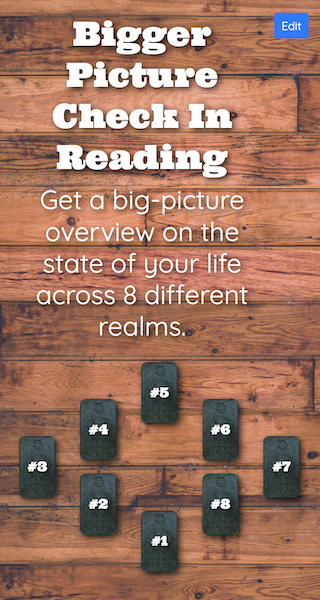 Edit
Bigger
Picture
Check In
Reading
Get a big-picture
overview on the
state of your life
across 8 different
realms.
#5
#4
#6
#3
#7
#2
#8
#1